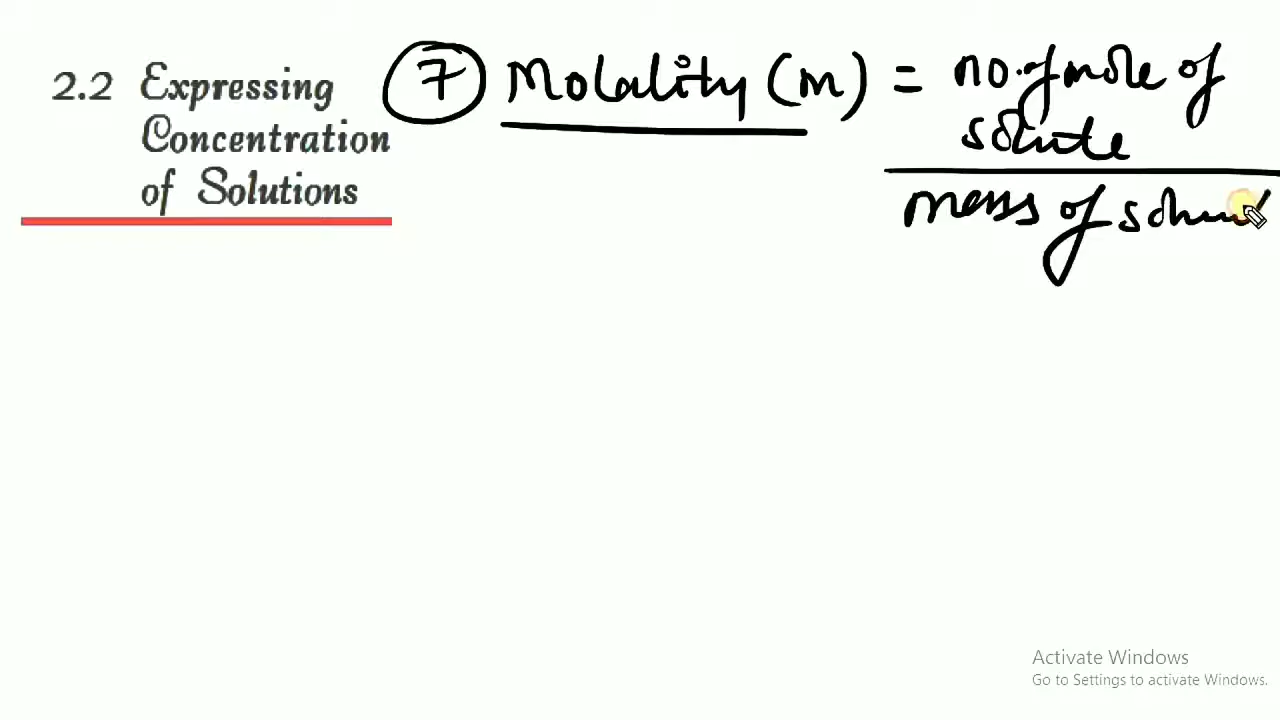 2.2 Expressing
Concentration
of Solutions
7 Molality (m) = no. of mole of
solute
mass of solvent
Activate Windows
Go to Settings to activate Windows.